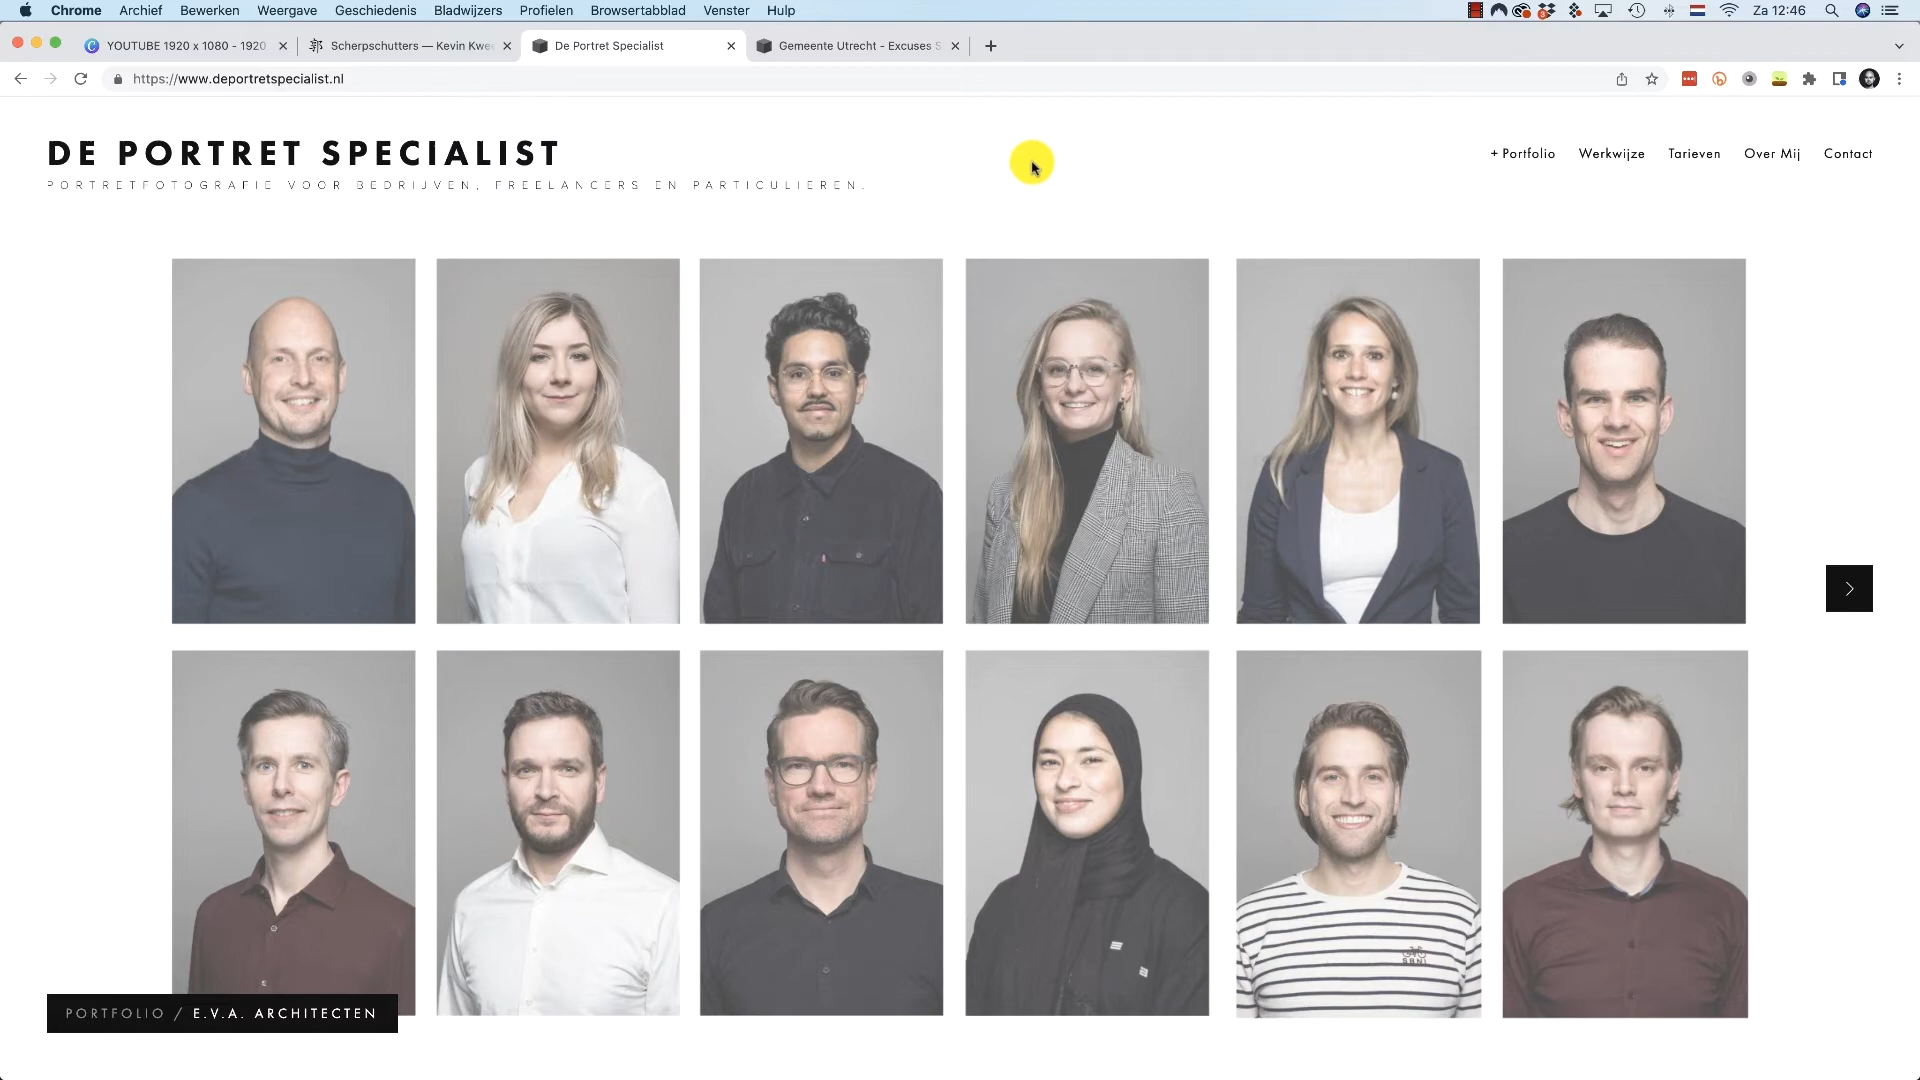 Chrome Archief Bewerken Weergave Geschiedenis Bladwijzers Profielen Browsertabblad Venster Hulp Za 12:46
YOUTUBE 1920 x 1080 - 1920
Scherpschutters — Kevin Kwee
De Portret Specialist
Gemeente Utrecht - Excuses S
https://www.deportretspecialist.nl
DE PORTRET SPECIALIST
PORTRETFOTOGRAFIE VOOR BEDRIJVEN, FREELANCERS EN PARTICULIEREN.
+ Portfolio Werkwijze Tarieven Over Mij Contact
PORTFOLIO / E.V.A. ARCHITECTEN